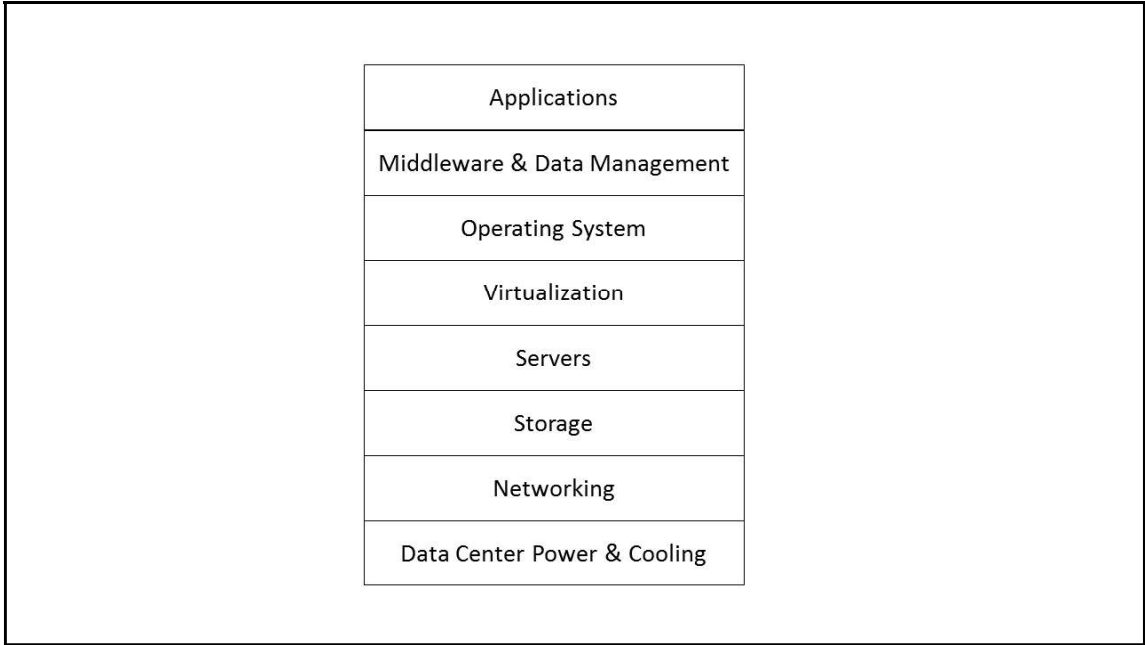 Applications
Middleware & Data Management
Operating System
Virtualization
Servers
Storage
Networking
Data Center Power & Cooling